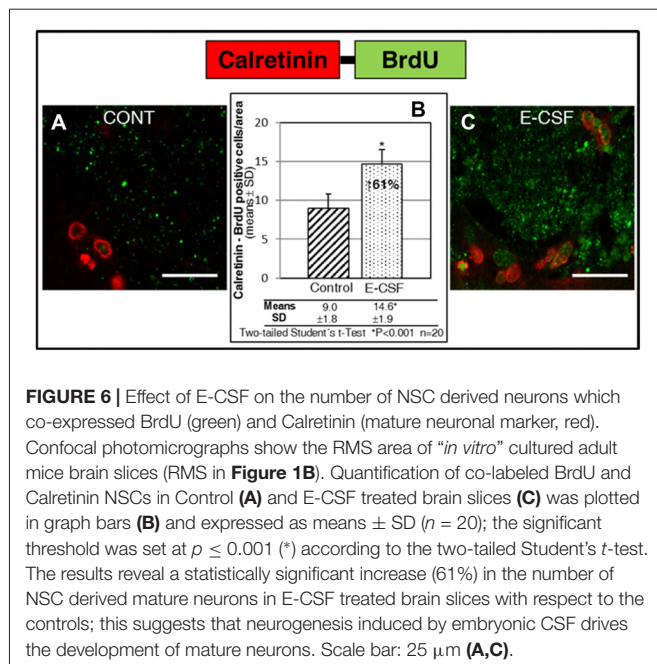 Calretinin BrdU
A CONT
B
C E-CSF
Calretinin - BrdU positive cells/area
(means ± SD)
20
15
10
5
0
*
↑61%
Control E-CSF
Means 9.0 14.6*
SD ±1.8 ±1.9
Two-tailed Student´s t-Test *P<0.001 n=20
FIGURE 6 | Effect of E-CSF on the number of NSC derived neurons which
co-expressed BrdU (green) and Calretinin (mature neuronal marker, red).
Confocal photomicrographs show the RMS area of “in vitro” cultured adult
mice brain slices (RMS in Figure 1B). Quantification of co-labeled BrdU and
Calretinin NSCs in Control (A) and E-CSF treated brain slices (C) was plotted
in graph bars (B) and expressed as means ± SD (n = 20); the significant
threshold was set at p ≤ 0.001 (*) according to the two-tailed Student’s t-test.
The results reveal a statistically significant increase (61%) in the number of
NSC derived mature neurons in E-CSF treated brain slices with respect to the
controls; this suggests that neurogenesis induced by embryonic CSF drives
the development of mature neurons. Scale bar: 25 μm (A,C).